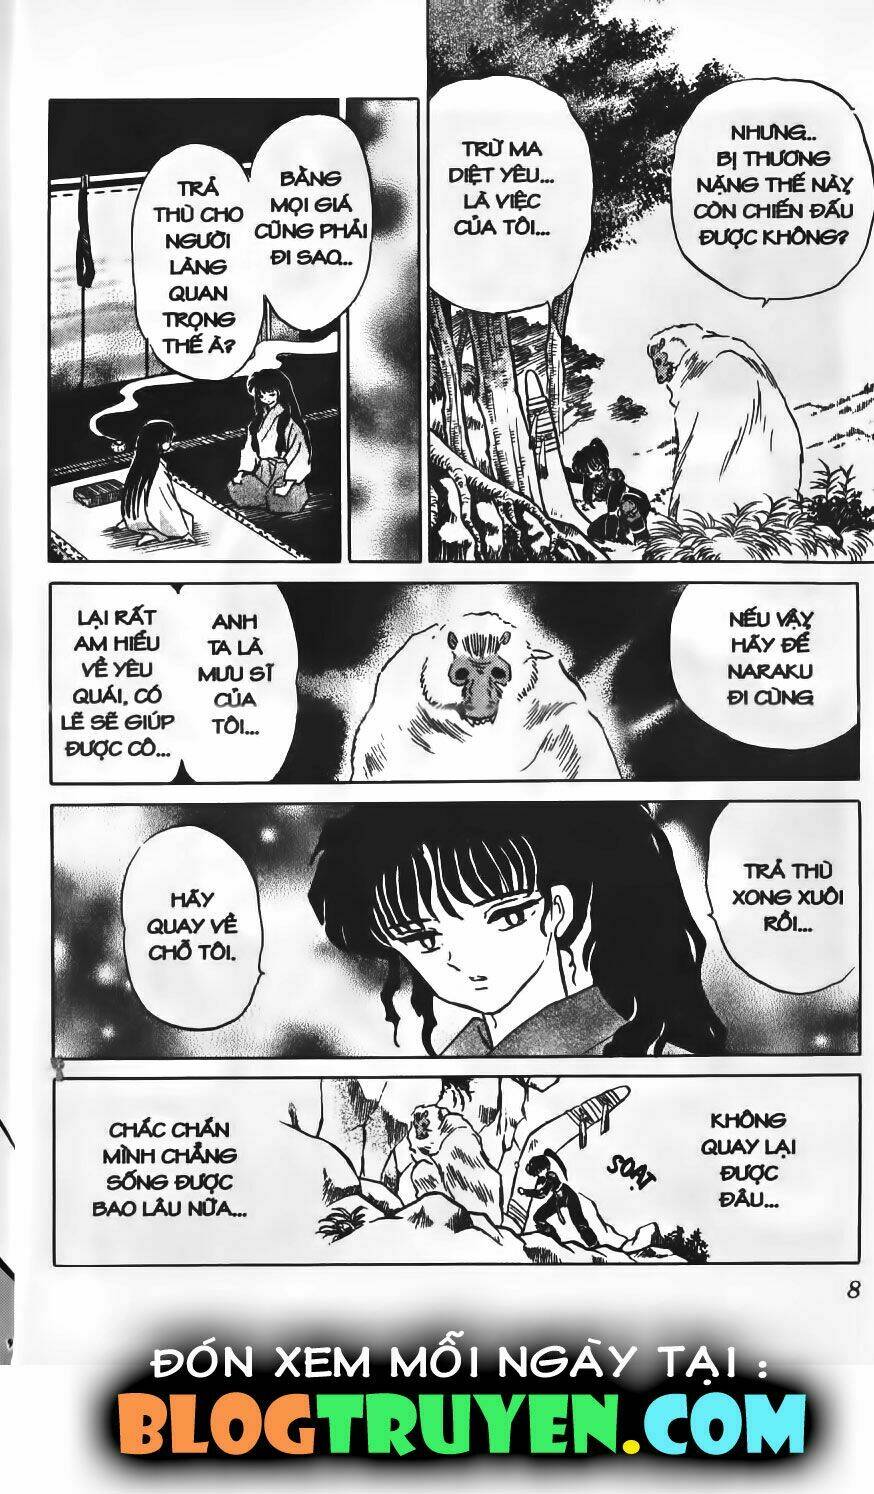 NHƯNG...
BỊ THƯƠNG
NẶNG THẾ NÀY,
CÒN CHIẾN ĐẤU
ĐƯỢC KHÔNG?
TRỪ MA
DIỆT YÊU...
LÀ VIỆC
CỦA TÔI...
BẰNG
MỌI GIÁ
CŨNG PHẢI
ĐI SAO...
TRẢ
THÙ CHO
NGƯỜI
LÀNG
QUAN
TRỌNG
THẾ À?
NẾU VẬY,
HÃY ĐỂ
NARAKU
ĐI CÙNG
ANH
TA LÀ
MƯU SĨ
CỦA
TÔI...
LẠI RẤT
AM HIỂU
VỀ YÊU
QUÁI, CÓ
LẼ SẼ GIÚP
ĐƯỢC CÔ...
TRẢ THÙ
XONG XUÔI
RỒI...
HÃY
QUAY VỀ
CHỖ TÔI.
KHÔNG
QUAY LẠI
ĐƯỢC
ĐÂU...
SOẠT
CHẮC CHẮN
MÌNH CHẲNG
SỐNG ĐƯỢC
BAO LÂU NỮA...
8
ĐÓN XEM MỖI NGÀY TẠI :
BLOGTRUYEN.COM